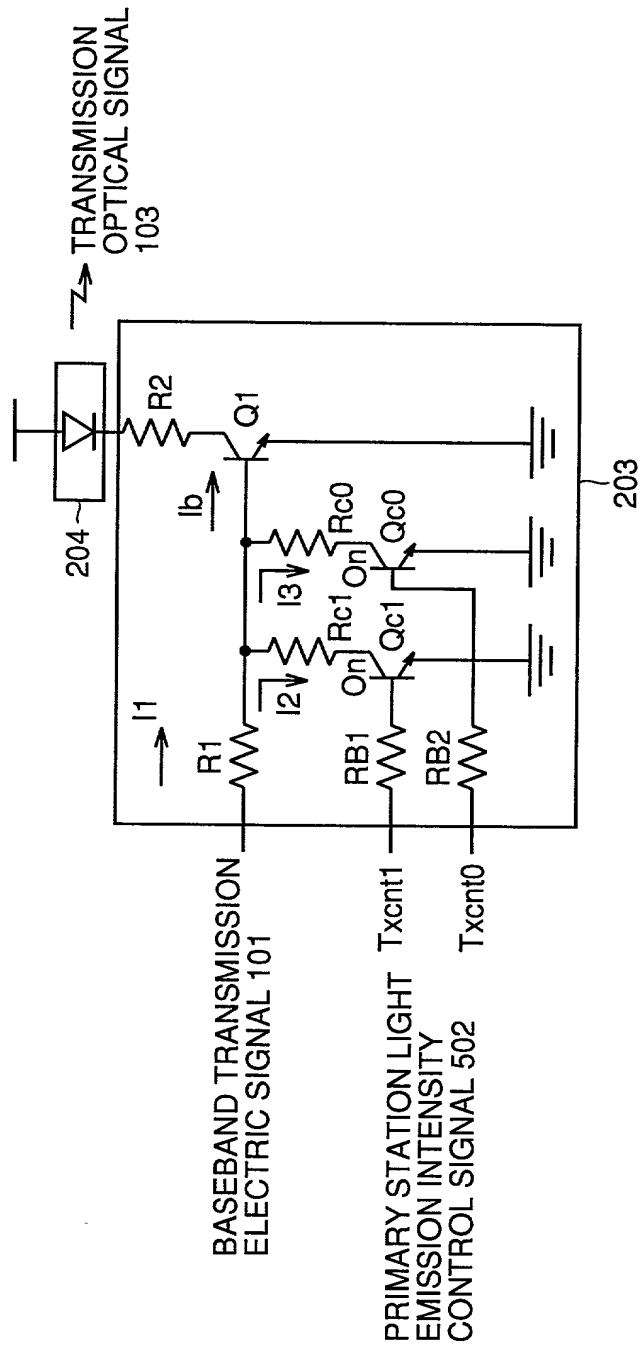 TRANSMISSION
OPTICAL SIGNAL
103
204
R2
Q1
Ib
I1
R1
I2
I3
Rc1
Rc0
On
On
Qc1
Qc0
RB1
RB2
203
BASEBAND TRANSMISSION
ELECTRIC SIGNAL 101
PRIMARY STATION LIGHT
EMISSION INTENSITY
CONTROL SIGNAL 502
Txcnt1
Txcnt0